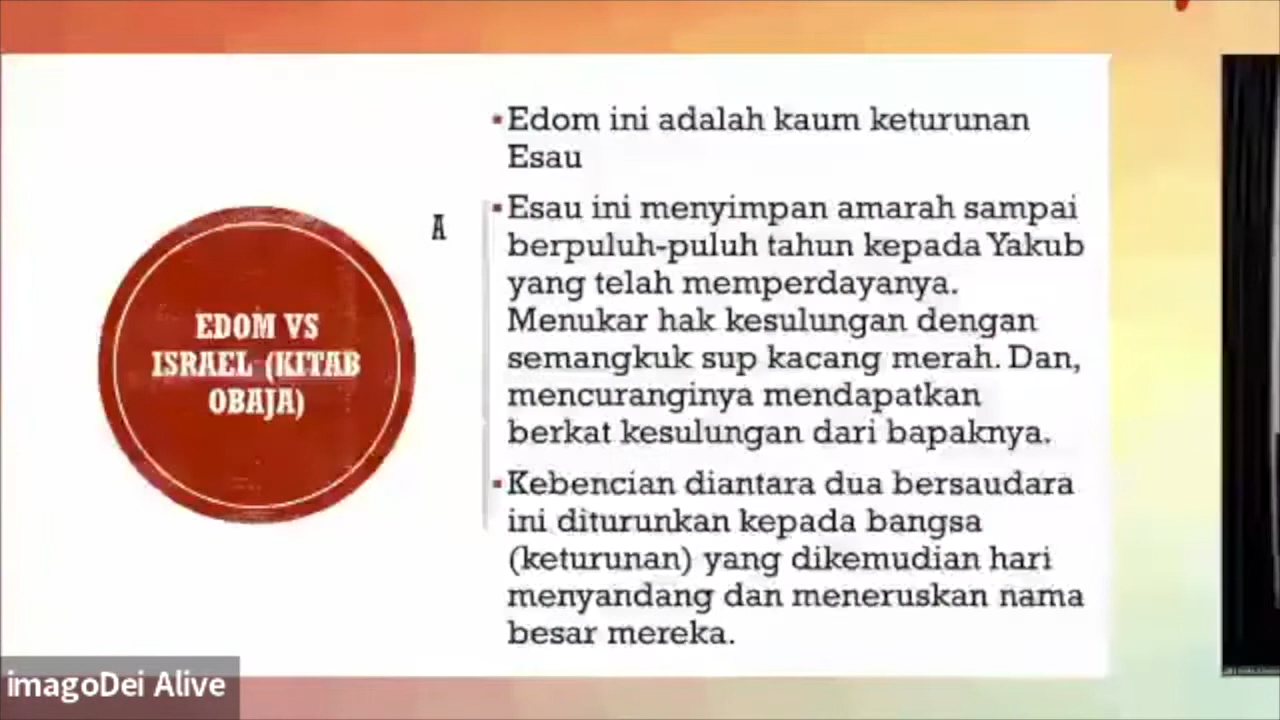 EDOM VS
ISRAEL (KITAB
OBAJA)
A
▪Edom ini adalah kaum keturunan
Esau
▪Esau ini menyimpan amarah sampai
berpuluh-puluh tahun kepada Yakub
yang telah memperdayanya.
Menukar hak kesulungan dengan
semangkuk sup kacang merah. Dan,
mencuranginya mendapatkan
berkat kesulungan dari bapaknya.
▪Kebencian diantara dua bersaudara
ini diturunkan kepada bangsa
(keturunan) yang dikemudian hari
menyandang dan meneruskan nama
besar mereka.
imagoDei Alive